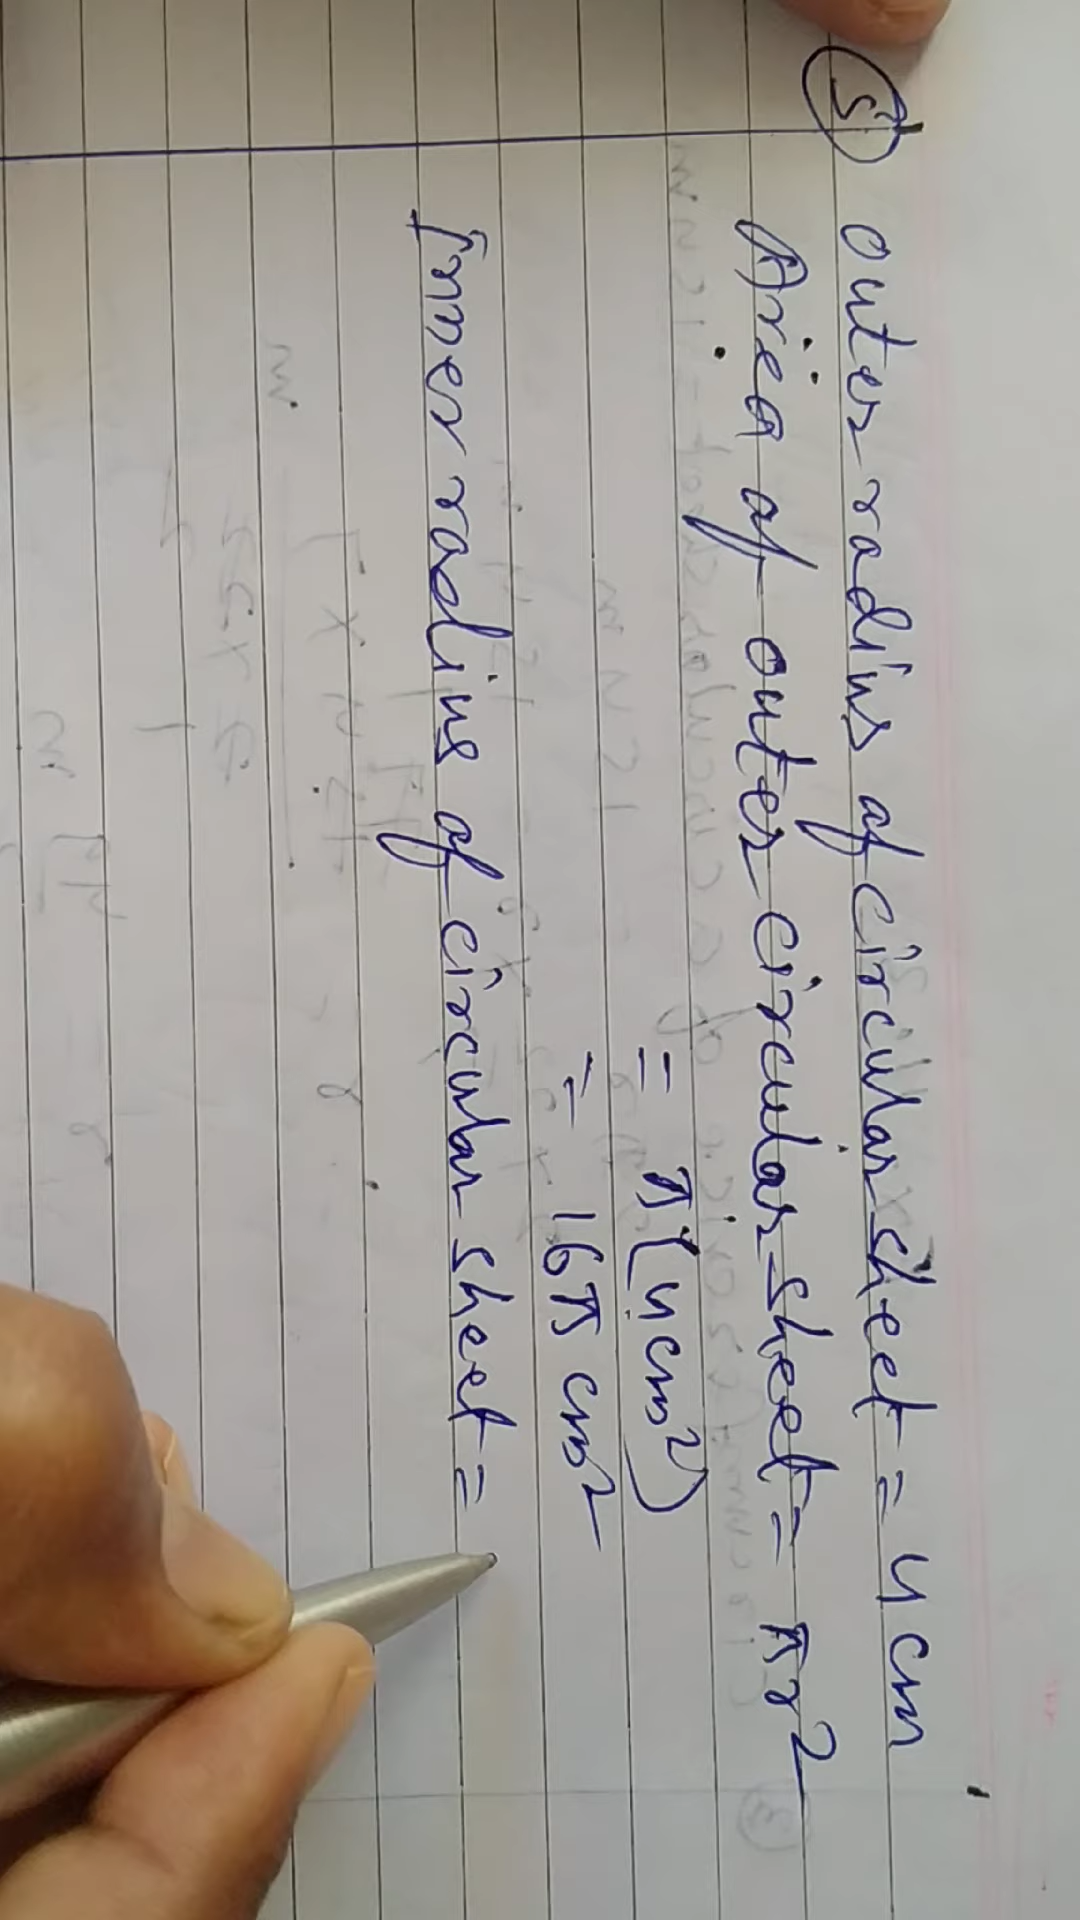 5
outer radius of circular sheet = 4 cm
Area of outer circular sheet = πr2
= π(4cm2)
= 16π cm2
Inner radius of circular sheet =